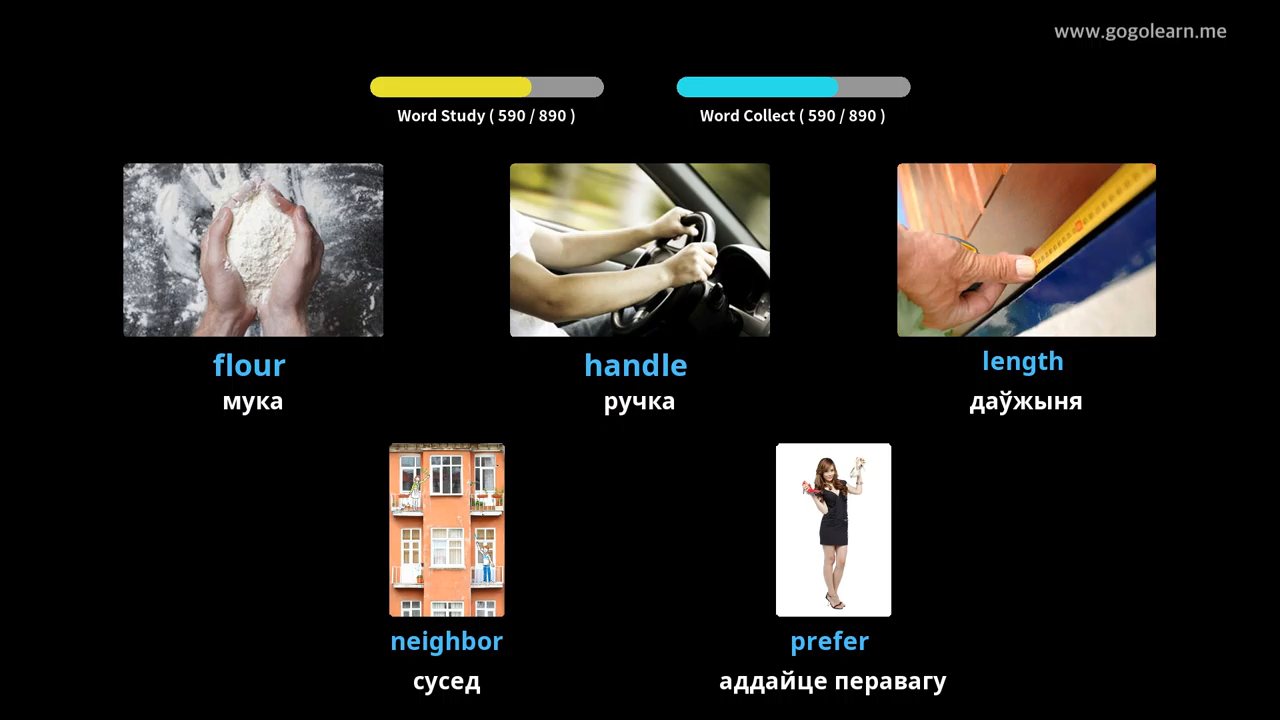 www.gogolearn.me
Word Study ( 590 / 890 )
Word Collect ( 590 / 890 )
flour
мука
handle
ручка
length
даўжыня
neighbor
сусед
prefer
аддайце перавагу